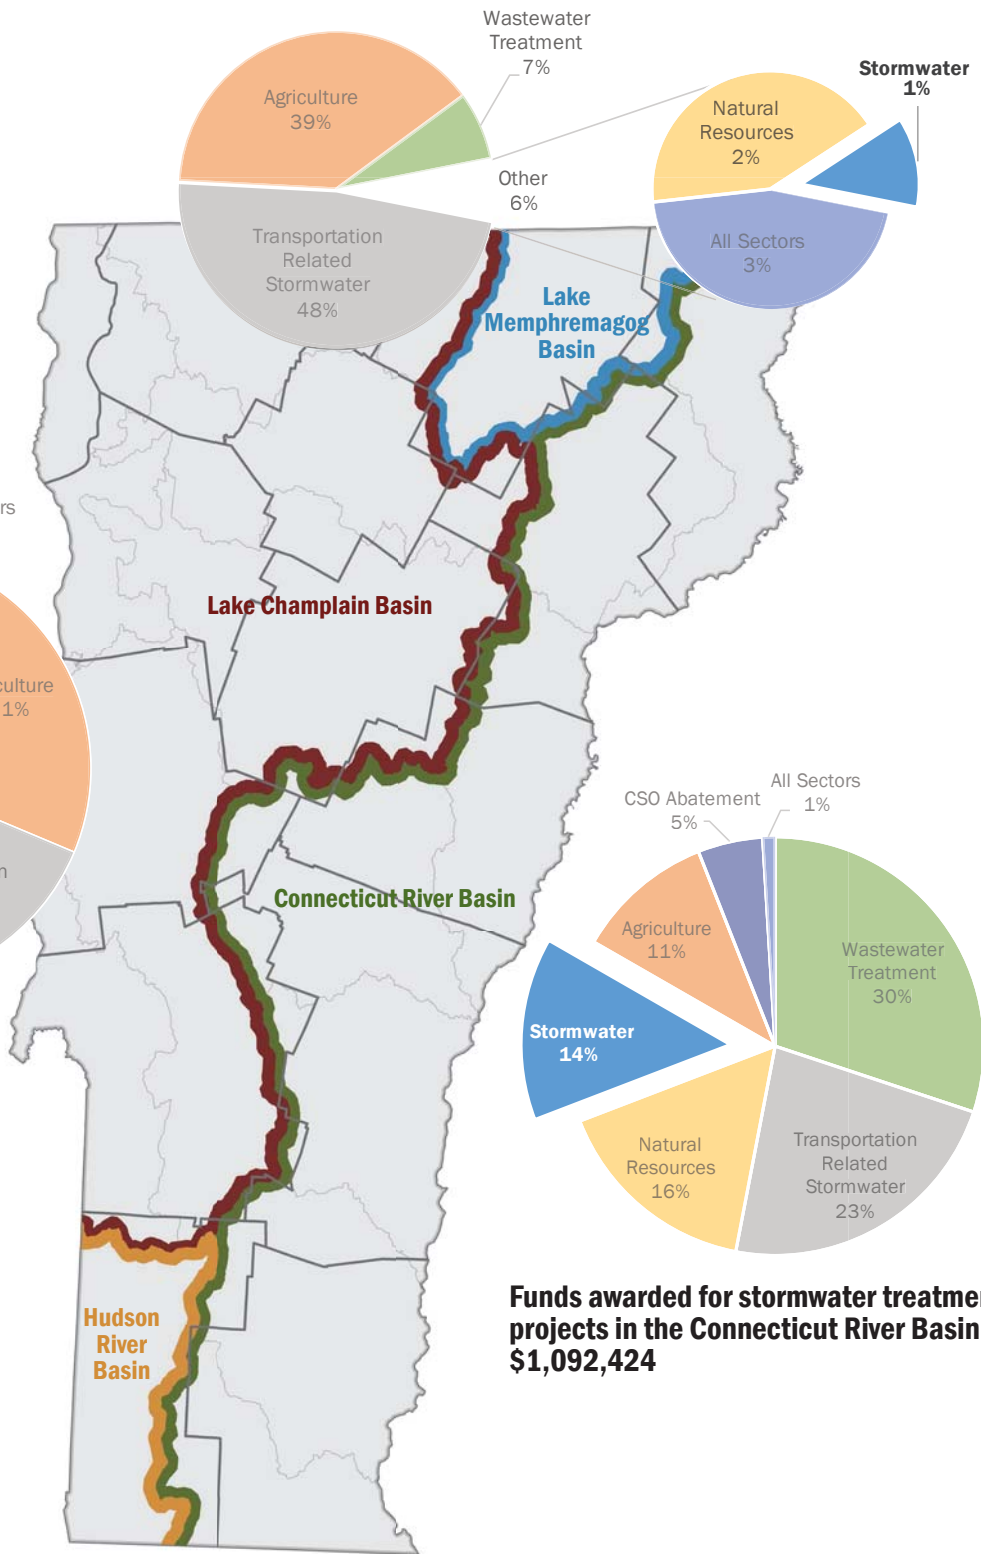 Wastewater
Treatment
7%
Agriculture
39%
Other
6%
Transportation
Related
Stormwater
48%
Stormwater
1%
Natural
Resources
2%
All Sectors
3%
Lake
Memphremagog
Basin
rs
Lake Champlain Basin
culture
1%
n
Connecticut River Basin
CSO Abatement
5%
All Sectors
1%
Agriculture
11%
Wastewater
Treatment
30%
Stormwater
14%
Natural
Resources
16%
Transportation
Related
Stormwater
23%
Hudson
River
Basin
Funds awarded for stormwater treatme
projects in the Connecticut River Basin
$1,092,424